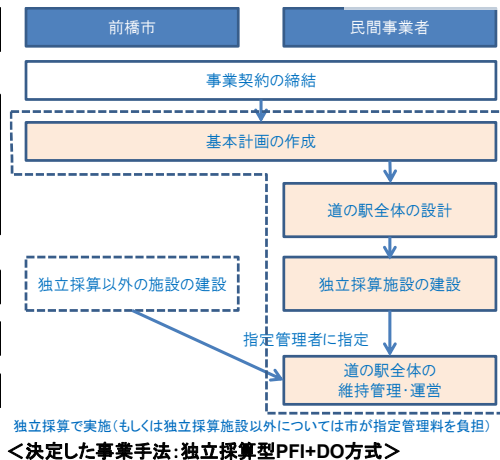 前橋市
民間事業者
事業契約の締結
基本計画の作成
道の駅全体の設計
独立採算以外の施設の建設
独立採算施設の建設
指定管理者に指定
道の駅全体の
維持管理・運営
独立採算で実施(もしくは独立採算施設以外については市が指定管理料を負担)
＜決定した事業手法:独立採算型PFI+DO方式＞